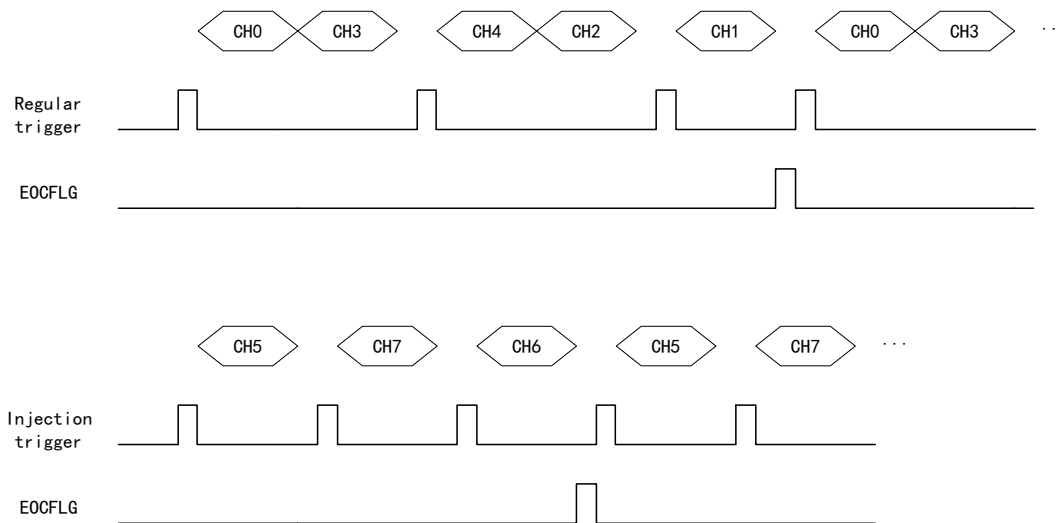 CH0 CH3 CH4 CH2 CH1 CH0 CH3 ..
Regular
trigger
EOCFLG
CH5 CH7 CH6 CH5 CH7 ...
Injection
trigger
EOCFLG